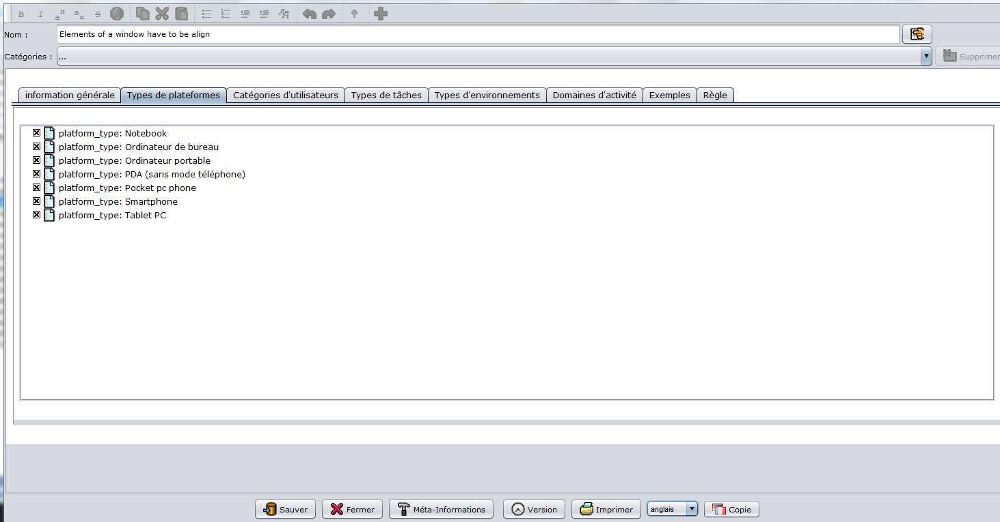 B I a x a x S
Nom : Elements of a window have to be align
Catégories : ... Supprimer
information générale Types de plateformes Catégories d'utilisateurs Types de tâches Types d'environnements Domaines d'activité Exemples Règle
platform_type: Notebook
platform_type: Ordinateur de bureau
platform_type: Ordinateur portable
platform_type: PDA (sans mode téléphone)
platform_type: Pocket pc phone
platform_type: Smartphone
platform_type: Tablet PC
Sauver Fermer Méta-Informations Version Imprimer anglais Copie